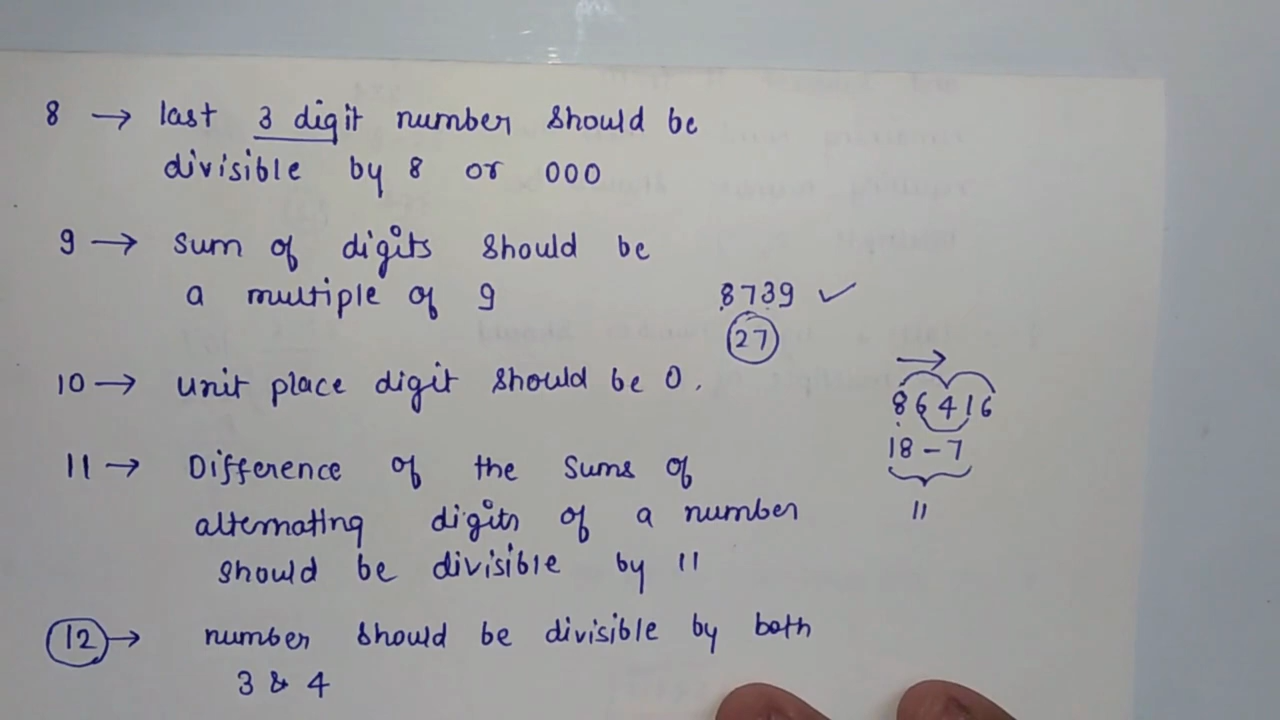 8 → last 3 digit number should be
divisible by 8 or 000
9 → sum of digits should be
a multiple of 9
8739 ✓
27
10 → unit place digit should be 0.
86416
18 - 7
11
11 → Difference of the sums of
alternating digits of a number
should be divisible by 11
12 → number should be divisible by both
3 & 4